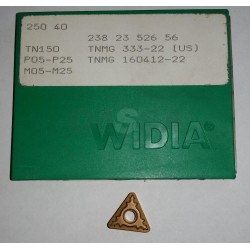 250 40
238 23 526 56
TN150 TNMG 333-22 (US)
P05-P25 TNMG 160412-22
M05-M25
WIDIA